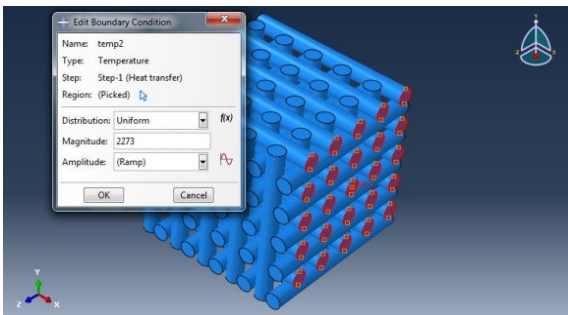 Edit Boundary Condition
Name: temp2
Type: Temperature
Step: Step-1 (Heat transfer)
Region: (Picked)
Distribution: Uniform f(x)
Magnitude: 2273
Amplitude: (Ramp)
OK Cancel
Y
Z X
Y
Z X